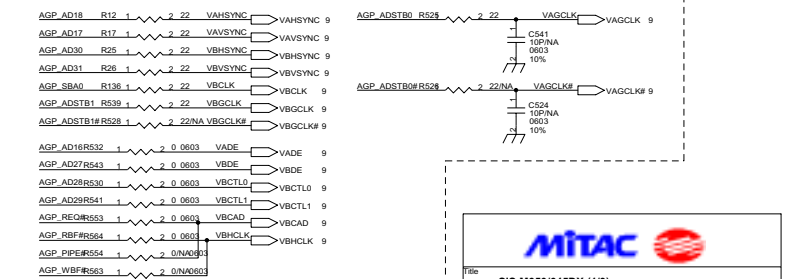 AGP_AD18 R12 1 2 22 VAHSYNC VAHSYNC 9
AGP_AD17 R17 1 2 22 VAVSYNC VAVSYNC 9
AGP_AD30 R25 1 2 22 VBHSYNC VBHSYNC 9
AGP_AD31 R26 1 2 22 VBVSYNC VBVSYNC 9
AGP_SBA0 R136 1 2 22 VBCLK VBCLK 9
AGP_ADSTB1 R539 1 2 22 VBGCLK VBGCLK 9
AGP_ADSTB1# R528 1 2 22/NA VBGCLK# VBGCLK# 9
AGP_AD16 R532 1 2 0 0603 VADE VADE 9
AGP_AD27 R543 1 2 0 0603 VBDE VBDE 9
AGP_AD28 R530 1 2 0 0603 VBCTL0 VBCTL0 9
AGP_AD29 R541 1 2 0 0603 VBCTL1 VBCTL1 9
AGP_REQ# R553 1 2 0 0603 VBCAD VBCAD 9
AGP_RBF# R564 1 2 0 0603 VBHCLK VBHCLK 9
AGP_PIPE# R554 1 2 0/NA0603
AGP_WBF# R563 1 2 0/NA0603
AGP_ADSTB0 R525 1 2 22 VAGCLK VAGCLK 9
1
C541
10P/NA
0603
10%
2
AGP_ADSTB0# R526 1 2 22/NA VAGCLK# VAGCLK# 9
1
C524
10P/NA
0603
10%
2
MiTAC
Title